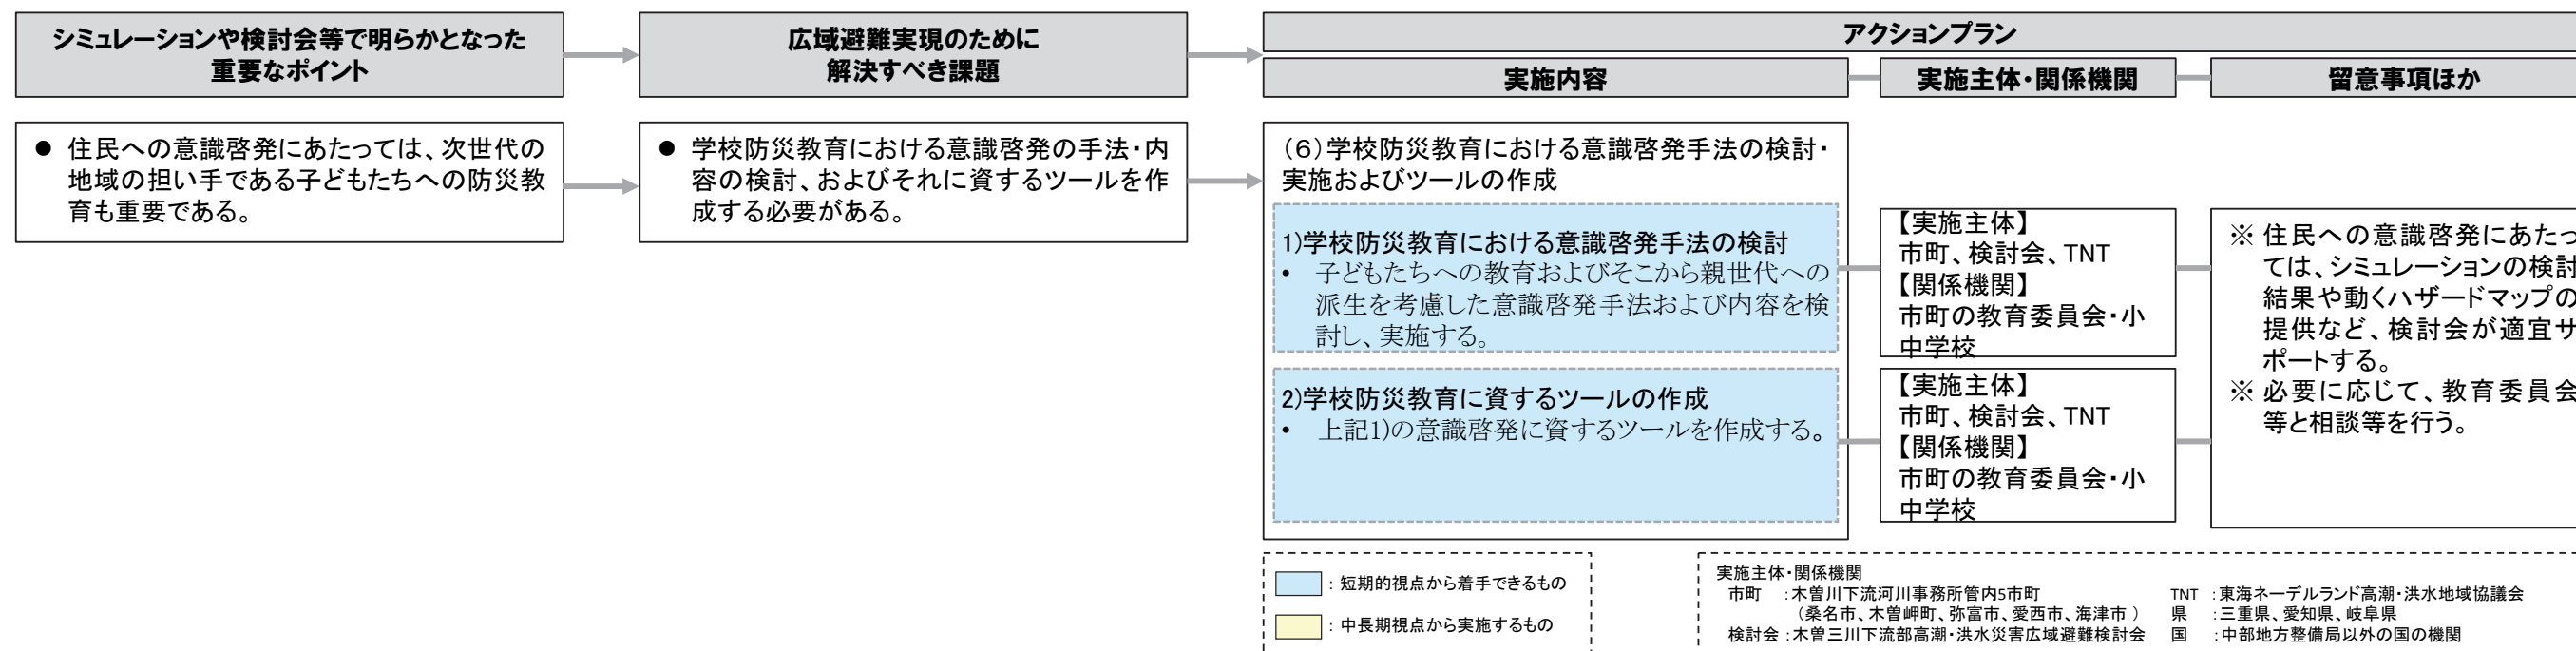 シミュレーションや検討会等で明らかとなった
重要なポイント
広域避難実現のために
解決すべき課題
アクションプラン
実施内容
実施主体・関係機関
留意事項ほか
● 住民への意識啓発にあたっては、次世代の
地域の担い手である子どもたちへの防災教
育も重要である。
● 学校防災教育における意識啓発の手法・内
容の検討、およびそれに資するツールを作
成する必要がある。
(6)学校防災教育における意識啓発手法の検討・
実施およびツールの作成
1)学校防災教育における意識啓発手法の検討
• 子どもたちへの教育およびそこから親世代への
派生を考慮した意識啓発手法および内容を検
討し、実施する。
2)学校防災教育に資するツールの作成
• 上記1)の意識啓発に資するツールを作成する。
【実施主体】
市町、検討会、TNT
【関係機関】
市町の教育委員会・小
中学校
【実施主体】
市町、検討会、TNT
【関係機関】
市町の教育委員会・小
中学校
※ 住民への意識啓発にあたっ
ては、シミュレーションの検討
結果や動くハザードマップの
提供など、検討会が適宜サ
ポートする。
※ 必要に応じて、教育委員会
等と相談等を行う。
：短期的視点から着手できるもの
：中長期視点から実施するもの
実施主体・関係機関
市町 ：木曽川下流河川事務所管内5市町
（桑名市、木曽岬町、弥富市、愛西市、海津市 ）
検討会：木曽三川下流部高潮・洪水災害広域避難検討会
TNT ：東海ネーデルランド高潮・洪水地域協議会
県 ：三重県、愛知県、岐阜県
国 ：中部地方整備局以外の国の機関